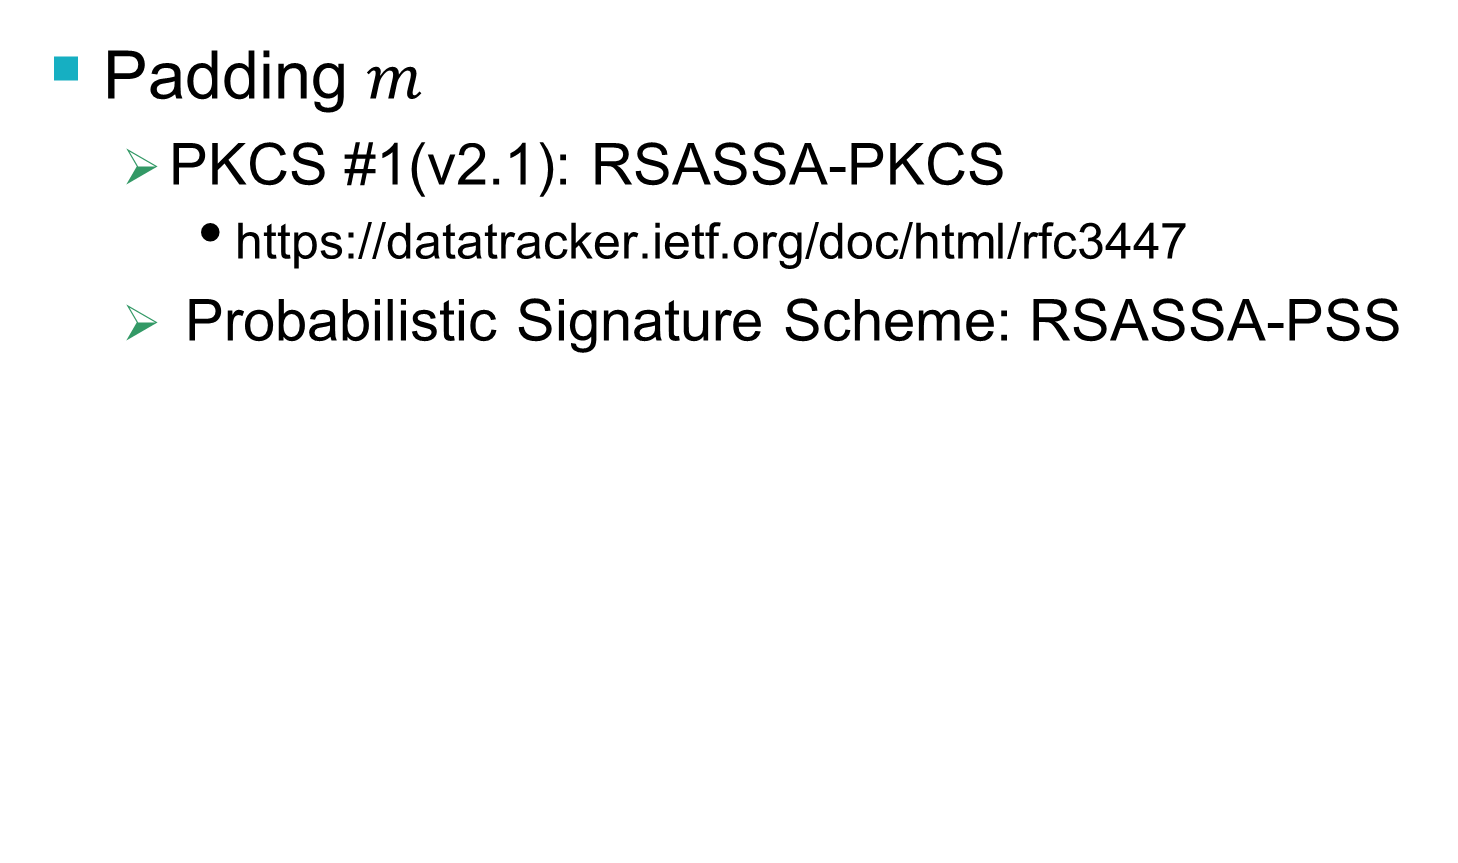 Padding m
PKCS #1(v2.1): RSASSA-PKCS
https://datatracker.ietf.org/doc/html/rfc3447
Probabilistic Signature Scheme: RSASSA-PSS